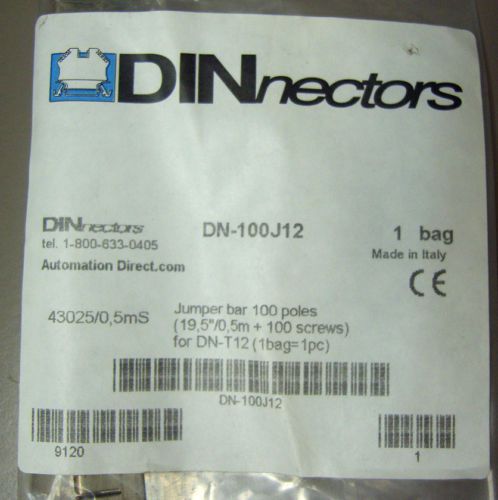 DINnectors
DINnectors
tel. 1-800-633-0405
Automation Direct.com
DN-100J12
1 bag
Made in Italy
CE
43025/0,5mS
Jumper bar 100 poles
(19,5"/0,5m + 100 screws)
for DN-T12 (1bag=1pc)
DN-100J12
9120
1